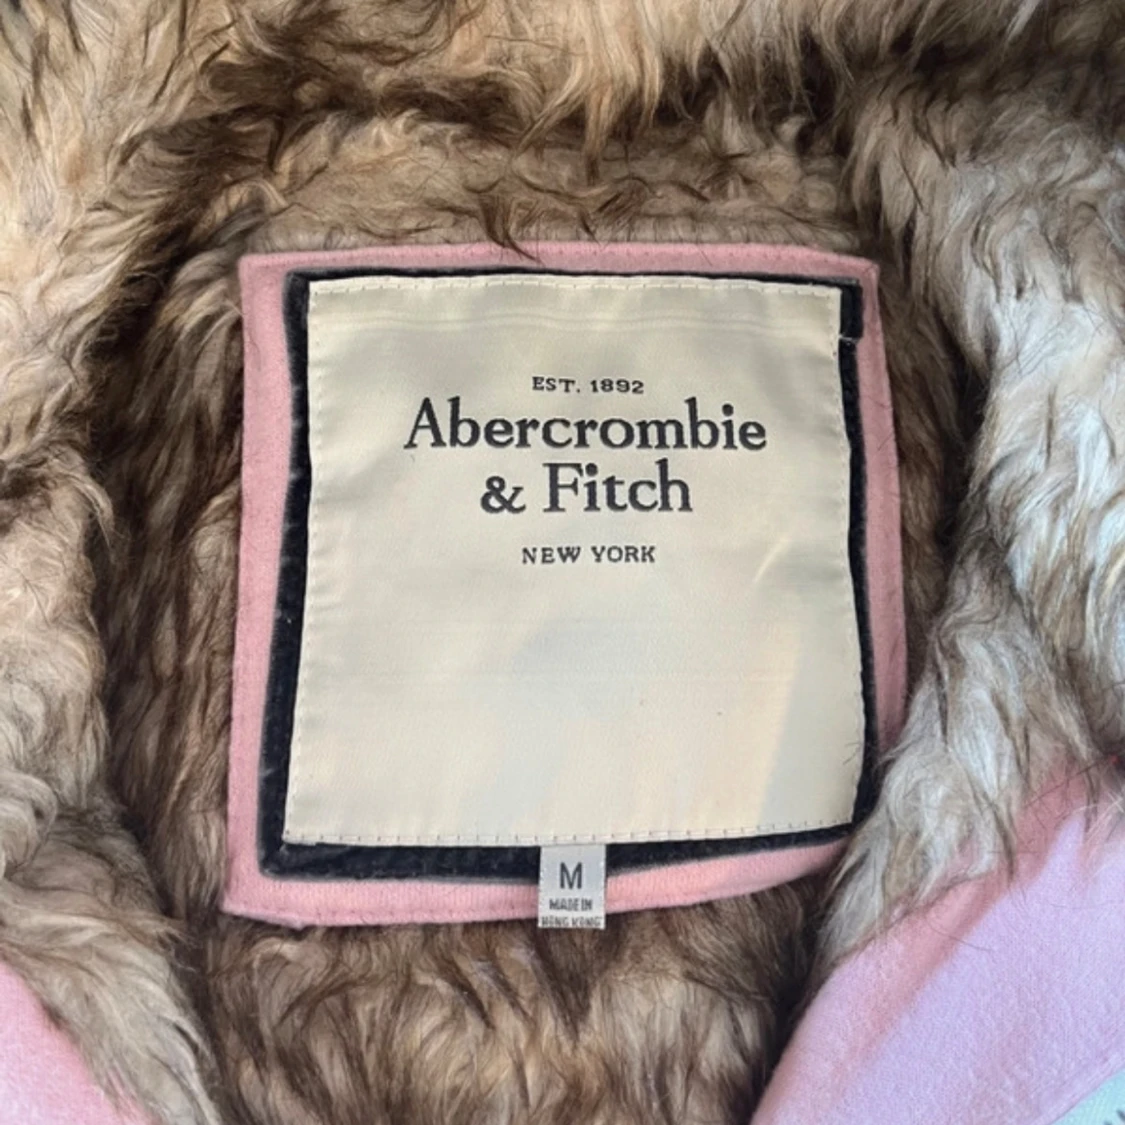 EST. 1892
Abercrombie
& Fitch
NEW YORK
M
MADE IN
HONG KONG